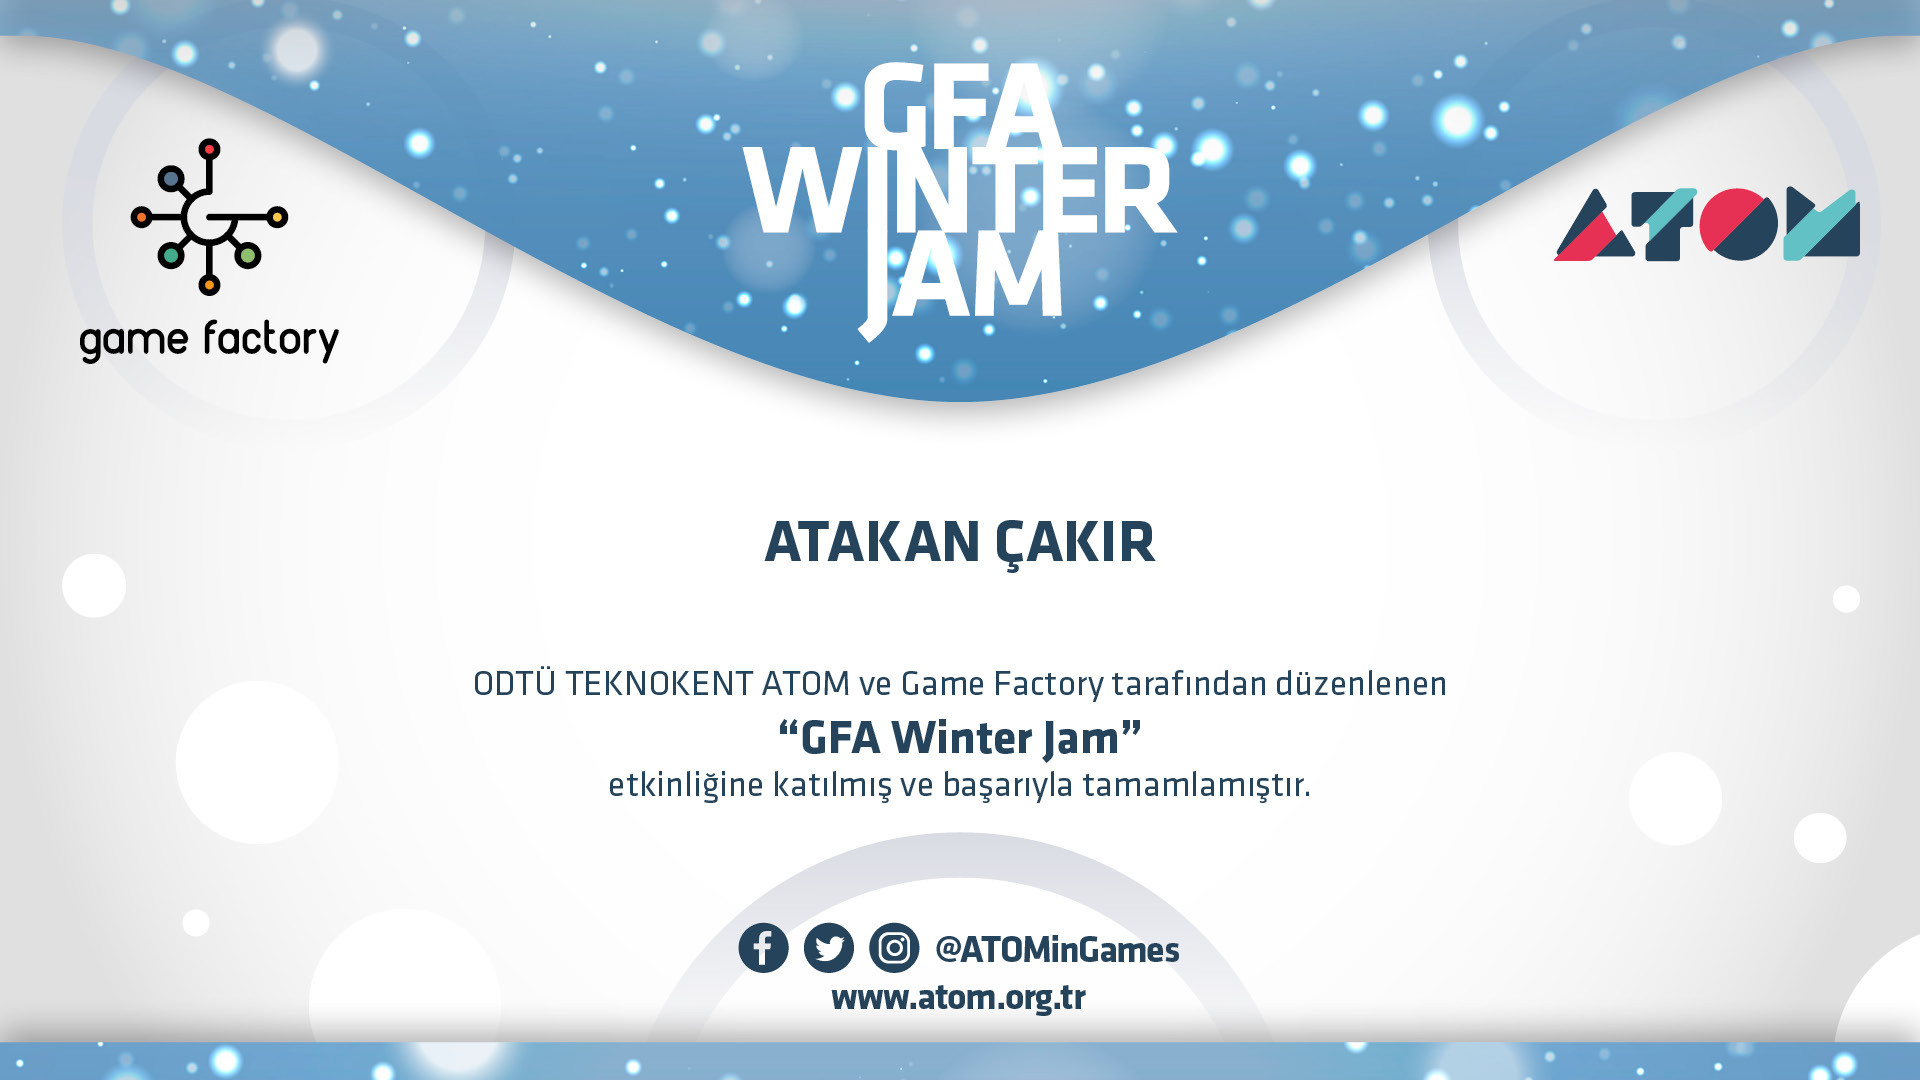 GFA
WINTER
JAM
game factory
ATOM
ATAKAN ÇAKIR
ODTÜ TEKNOKENT ATOM ve Game Factory tarafından düzenlenen
“GFA Winter Jam”
etkinliğine katılmış ve başarıyla tamamlamıştır.
@ATOMinGames
www.atom.org.tr